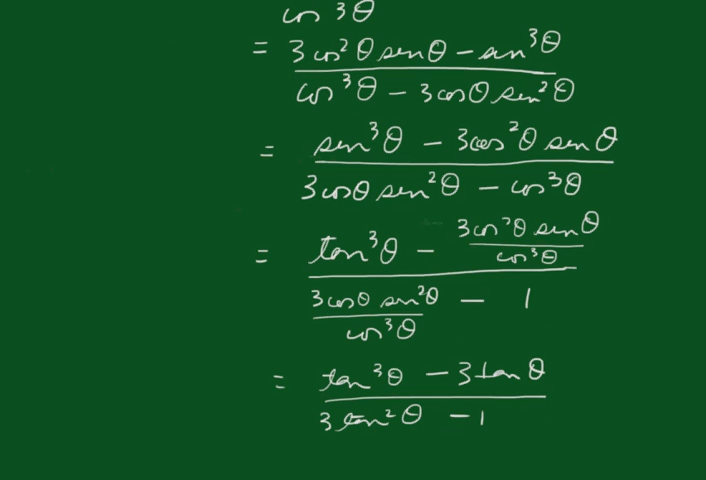 cos 3θ
= 3cos²θ senθ − sen³θ
cos³θ − 3cosθ sen²θ
= sen³θ − 3cos²θ sen θ
3cosθ sen²θ − cos³θ
= tan³θ − 3cos²θ senθ
cos³θ
3cosθ sen²θ − 1
cos³θ
= tan³θ − 3tanθ
3tan²θ − 1